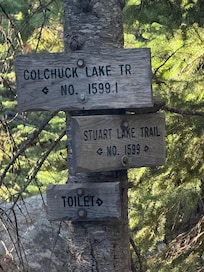 COLCHUCK LAKE TR
NO. 1599.1
STUART LAKE TRAIL
NO. 1599
TOILET